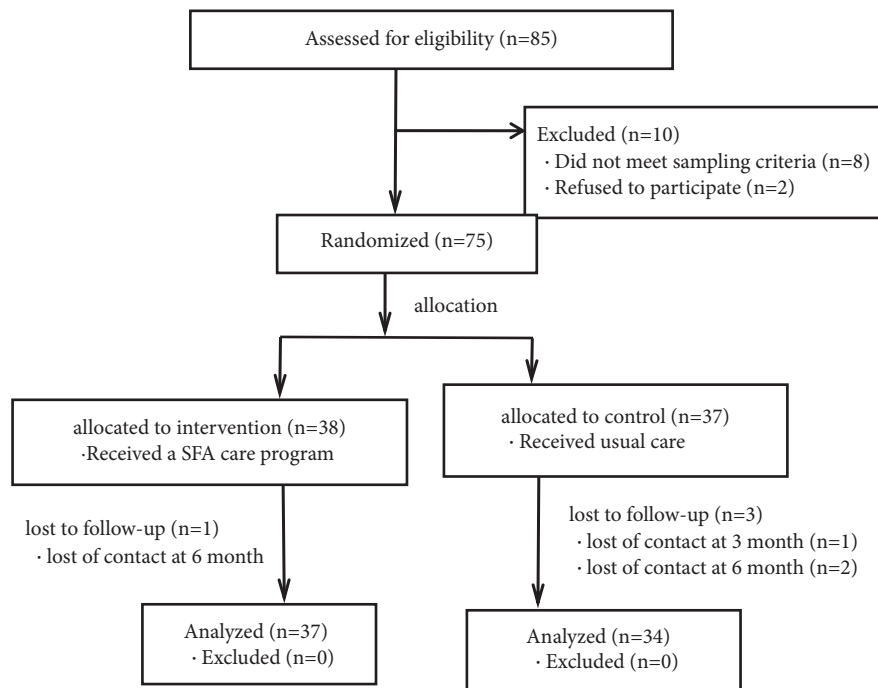 Assessed for eligibility (n=85)
Excluded (n=10)
· Did not meet sampling criteria (n=8)
· Refused to participate (n=2)
Randomized (n=75)
allocation
allocated to intervention (n=38)
·Received a SFA care program
allocated to control (n=37)
· Received usual care
lost to follow-up (n=1)
· lost of contact at 6 month
lost to follow-up (n=3)
· lost of contact at 3 month (n=1)
· lost of contact at 6 month (n=2)
Analyzed (n=37)
· Excluded (n=0)
Analyzed (n=34)
· Excluded (n=0)